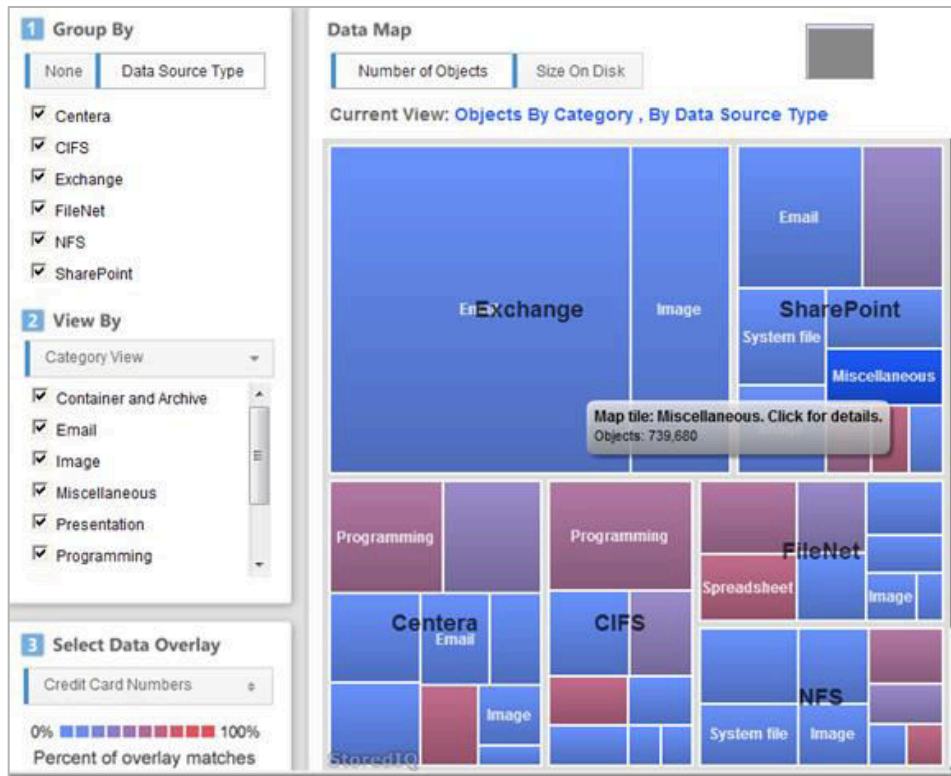 1 Group By
None Data Source Type
Centera
CIFS
Exchange
FileNet
NFS
SharePoint
2 View By
Category View
Container and Archive
Email
Image
Miscellaneous
Presentation
Programming
3 Select Data Overlay
Credit Card Numbers
0% 100%
Percent of overlay matches
Data Map
Number of Objects Size On Disk
Current View: Objects By Category , By Data Source Type
Email
Exchange
Image
Email
SharePoint
System file
Miscellaneous
Map tile: Miscellaneous. Click for details.
Objects: 739,680
Programming
Centera
Email
Image
Programming
CIFS
FileNet
Spreadsheet
Image
NFS
System file
Image
StoredIQ